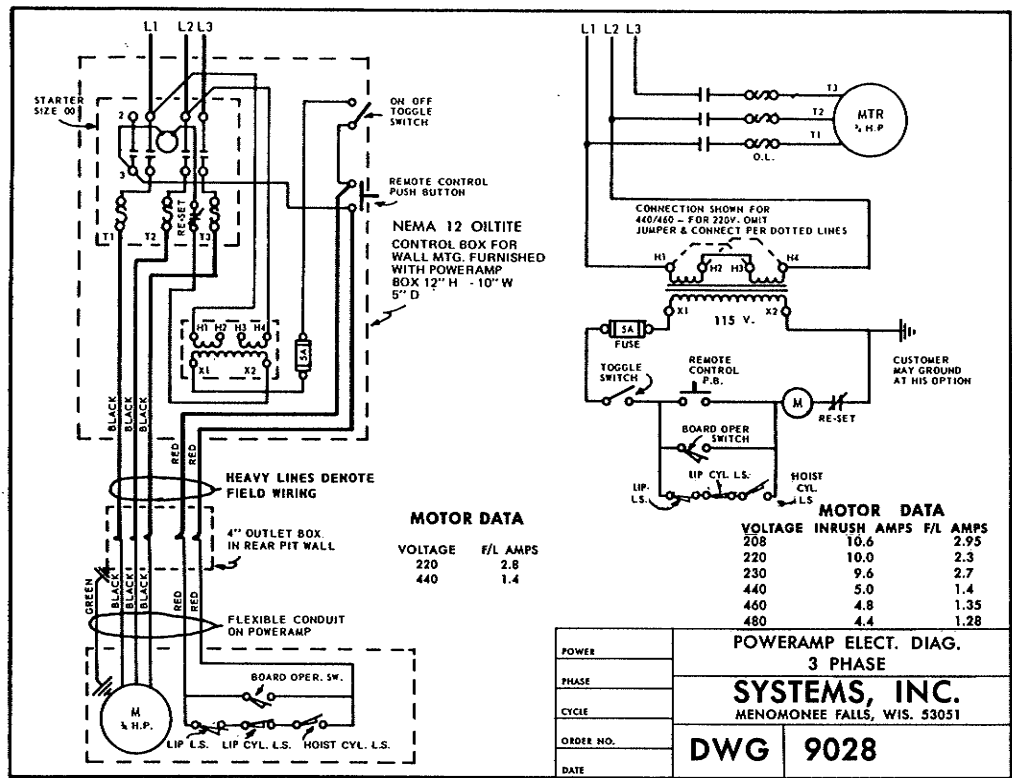 L1 L2 L3
STARTER
SIZE 00
2
3
RE-SET
T1 T2 T3
ON OFF
TOGGLE
SWITCH
REMOTE CONTROL
PUSH BUTTON
NEMA 12 OILTITE
CONTROL BOX FOR
WALL MTG. FURNISHED
WITH POWERAMP
BOX 12" H - 10" W
5" D
H1 H2 H3 H4
X1 X2
5A
BLACK
BLACK
BLACK
RED
RED
HEAVY LINES DENOTE
FIELD WIRING
4" OUTLET BOX
IN REAR PIT WALL
GREEN
BLACK
BLACK
BLACK
RED
RED
FLEXIBLE CONDUIT
ON POWERAMP
M
¾ H.P.
BOARD OPER. SW.
LIP L.S. LIP CYL. L.S. HOIST CYL. L.S.
MOTOR DATA
VOLTAGE F/L AMPS
220 2.8
440 1.4
L1 L2 L3
T3
T2
T1
O.L.
MTR
¾ H.P
CONNECTION SHOWN FOR
440/460 - FOR 220V. OMIT
JUMPER & CONNECT PER DOTTED LINES
H1 H2 H3 H4
X1 X2
115 V.
5A
FUSE
CUSTOMER
MAY GROUND
AT HIS OPTION
TOGGLE
SWITCH
REMOTE
CONTROL
P.B.
M
RE-SET
BOARD OPER
SWITCH
LIP
L.S.
LIP CYL. L.S.
HOIST
CYL.
L.S
MOTOR DATA
VOLTAGE INRUSH AMPS F/L AMPS
208 10.6 2.95
220 10.0 2.3
230 9.6 2.7
440 5.0 1.4
460 4.8 1.35
480 4.4 1.28
POWER
PHASE
CYCLE
ORDER NO.
DATE
POWERAMP ELECT. DIAG.
3 PHASE
SYSTEMS, INC.
MENOMONEE FALLS, WIS. 53051
DWG 9028